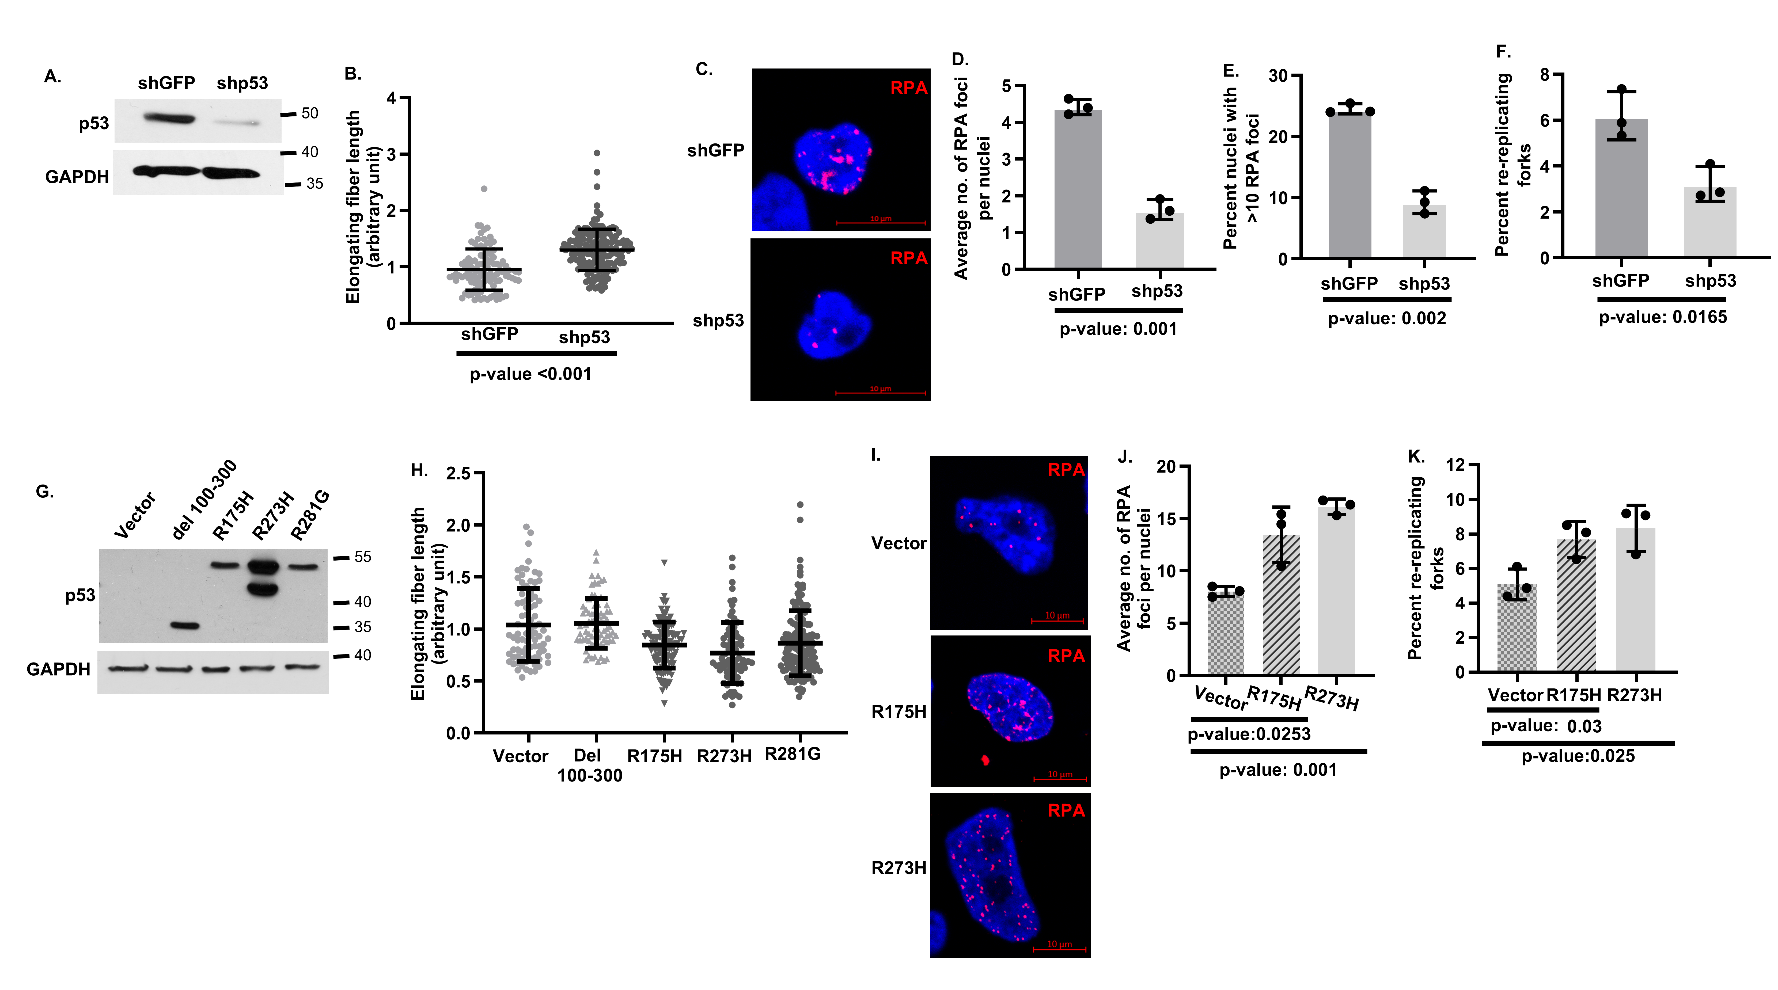 A.
shGFP shp53
p53
GAPDH
50
40
35
B.
Elongating fiber length
(arbitrary unit)
4
3
2
1
0
shGFP
shp53
p-value <0.001
C.
shGFP
RPA
10 µm
shp53
RPA
10 µm
D.
Average no. of RPA foci
per nuclei
5
4
3
2
1
0
shGFP shp53
p-value: 0.001
E.
Percent nuclei with
>10 RPA foci
30
20
10
0
shGFP shp53
p-value: 0.002
F.
Percent re-replicating
forks
8
6
4
2
0
shGFP shp53
p-value: 0.0165
G.
Vector
del 100-300
R175H
R273H
R281G
p53
GAPDH
55
40
35
40
H.
Elongating fiber length
(arbitrary unit)
2.5
2.0
1.5
1.0
0.5
0.0
Vector
Del
100-300
R175H
R273H
R281G
I.
Vector
RPA
10 µm
R175H
RPA
10 µm
R273H
RPA
10 µm
J.
Average no. of RPA
foci per nuclei
20
15
10
5
0
Vector
R175H
R273H
p-value:0.0253
p-value: 0.001
K.
Percent re-replicating
forks
12
10
8
6
4
2
0
Vector R175H R273H
p-value: 0.03
p-value:0.025